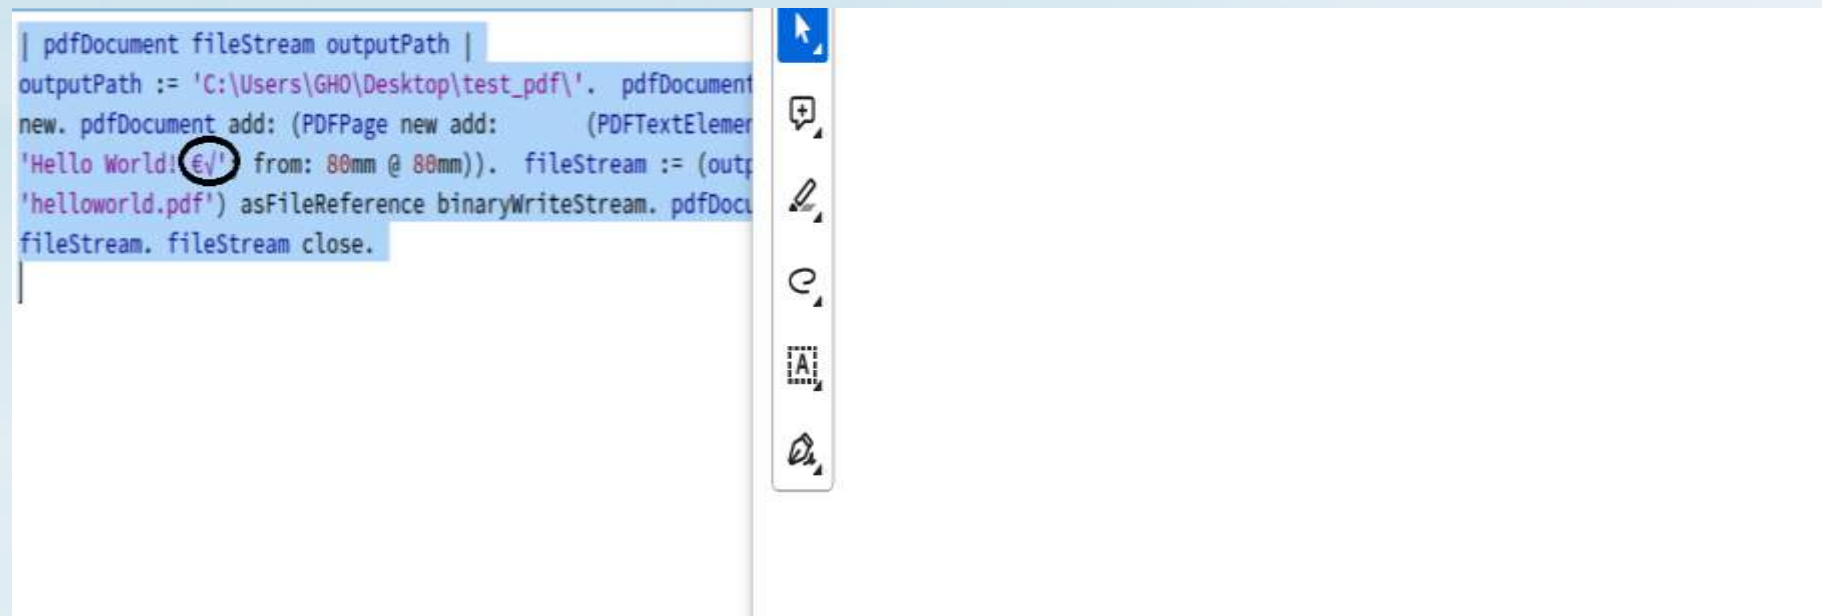 | pdfDocument fileStream outputPath |
outputPath := 'C:\Users\GHO\Desktop\test_pdf\'. pdfDocument
new. pdfDocument add: (PDFPage new add: (PDFTextElemen
'Hello World! €√'; from: 80mm @ 80mm)). fileStream := (outp
'helloworld.pdf') asFileReference binaryWriteStream. pdfDocu
fileStream. fileStream close.
A